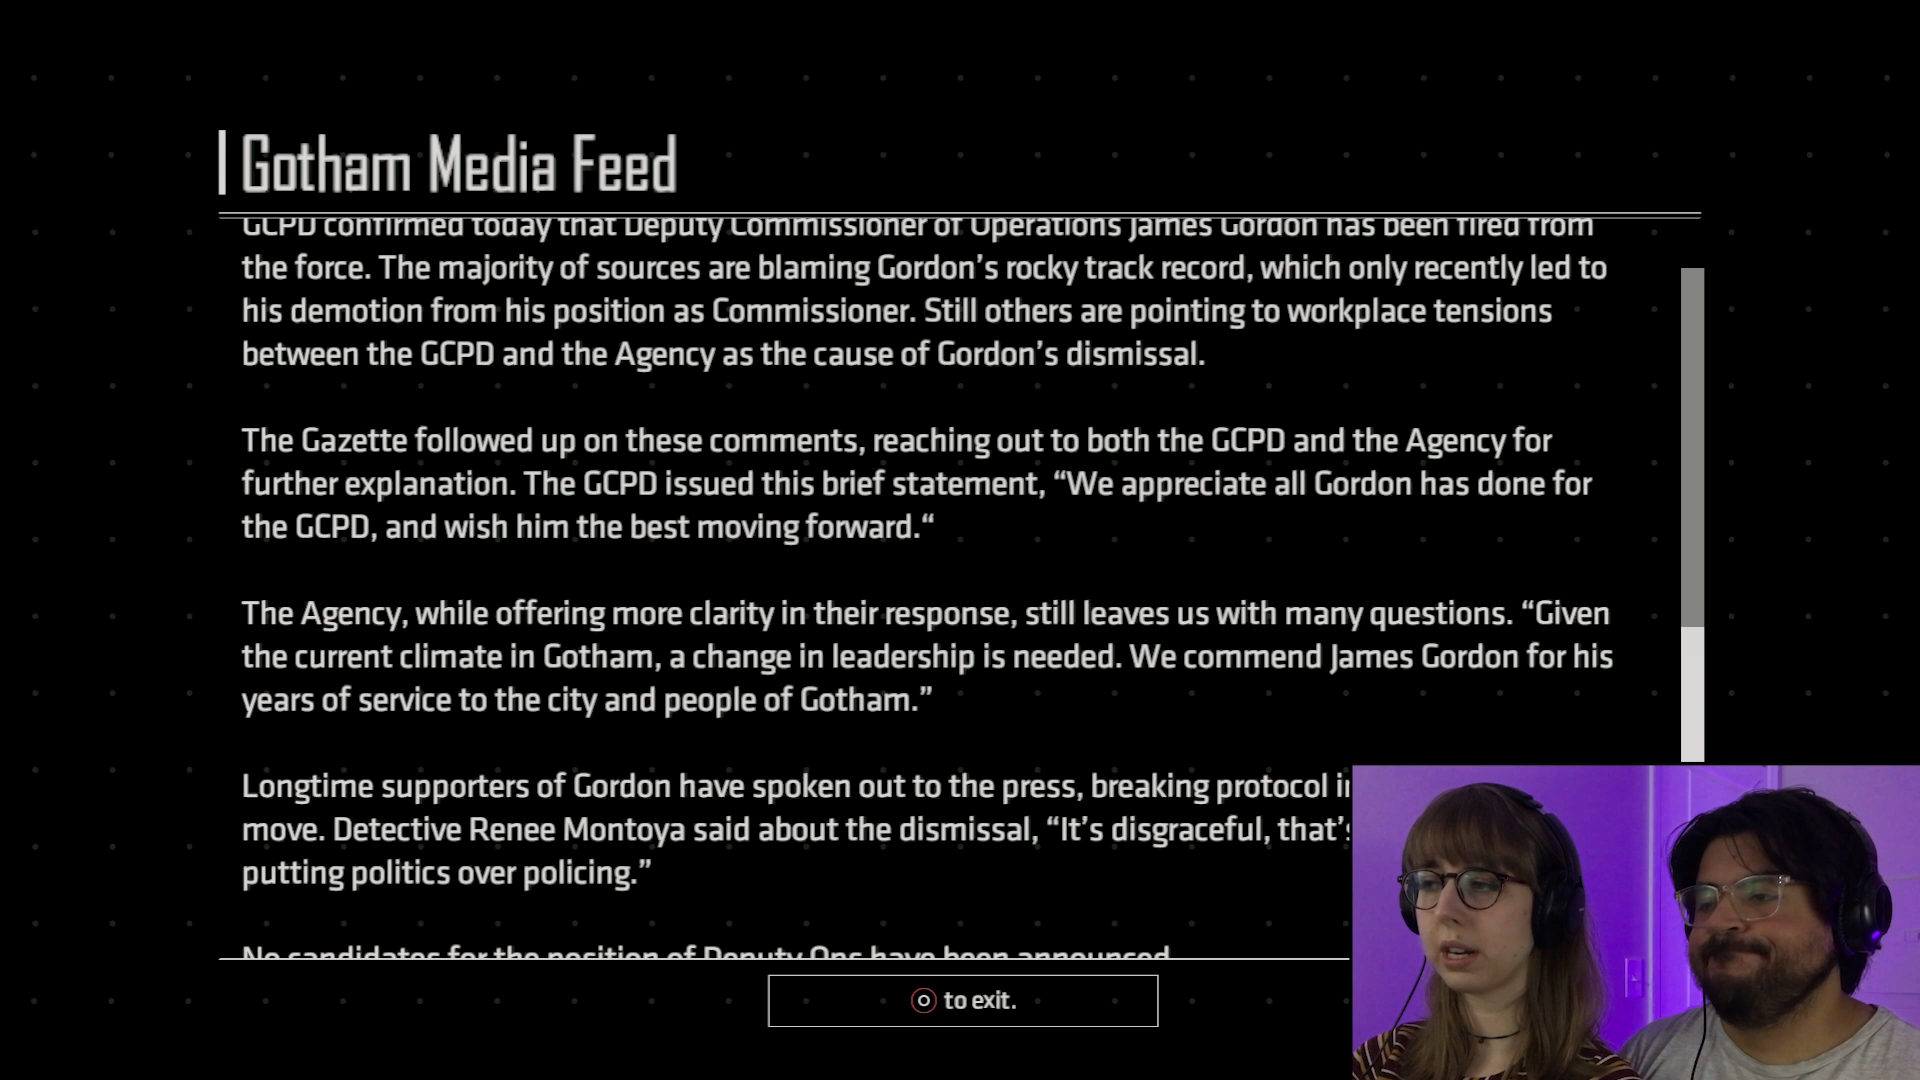 Gotham Media Feed
GCPD confirmed today that Deputy Commissioner of Operations James Gordon has been fired from
the force. The majority of sources are blaming Gordon's rocky track record, which only recently led to
his demotion from his position as Commissioner. Still others are pointing to workplace tensions
between the GCPD and the Agency as the cause of Gordon's dismissal.
The Gazette followed up on these comments, reaching out to both the GCPD and the Agency for
further explanation. The GCPD issued this brief statement, “We appreciate all Gordon has done for
the GCPD, and wish him the best moving forward.“
The Agency, while offering more clarity in their response, still leaves us with many questions. “Given
the current climate in Gotham, a change in leadership is needed. We commend James Gordon for his
years of service to the city and people of Gotham.”
Longtime supporters of Gordon have spoken out to the press, breaking protocol
move. Detective Renee Montoya said about the dismissal, “It's disgraceful, that's
putting politics over policing.”
No candidates for the position of Deputy Ops have been announced
to exit.